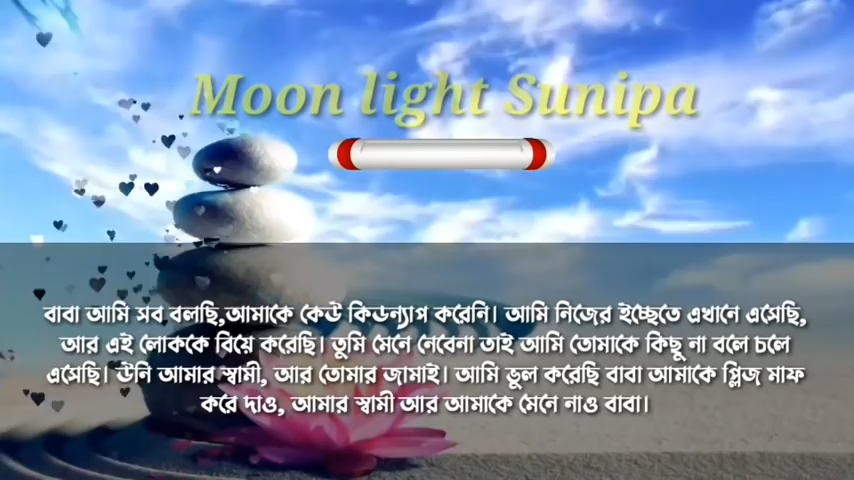 Moon light Sunipa
বাবা আমি সব বলছি,আমাকে কেউ কিডন্যাপ করেনি। আমি নিজের ইচ্ছেতে এখানে এসেছি,
আর এই লোককে বিয়ে করেছি। তুমি মেনে নেবেনা তাই আমি তোমাকে কিছু না বলে চলে
এসেছি। উনি আমার স্বামী, আর তোমার জামাই। আমি ভুল করেছি বাবা আমাকে প্লিজ মাফ
করে দাও, আমার স্বামী আর আমাকে মেনে নাও বাবা।